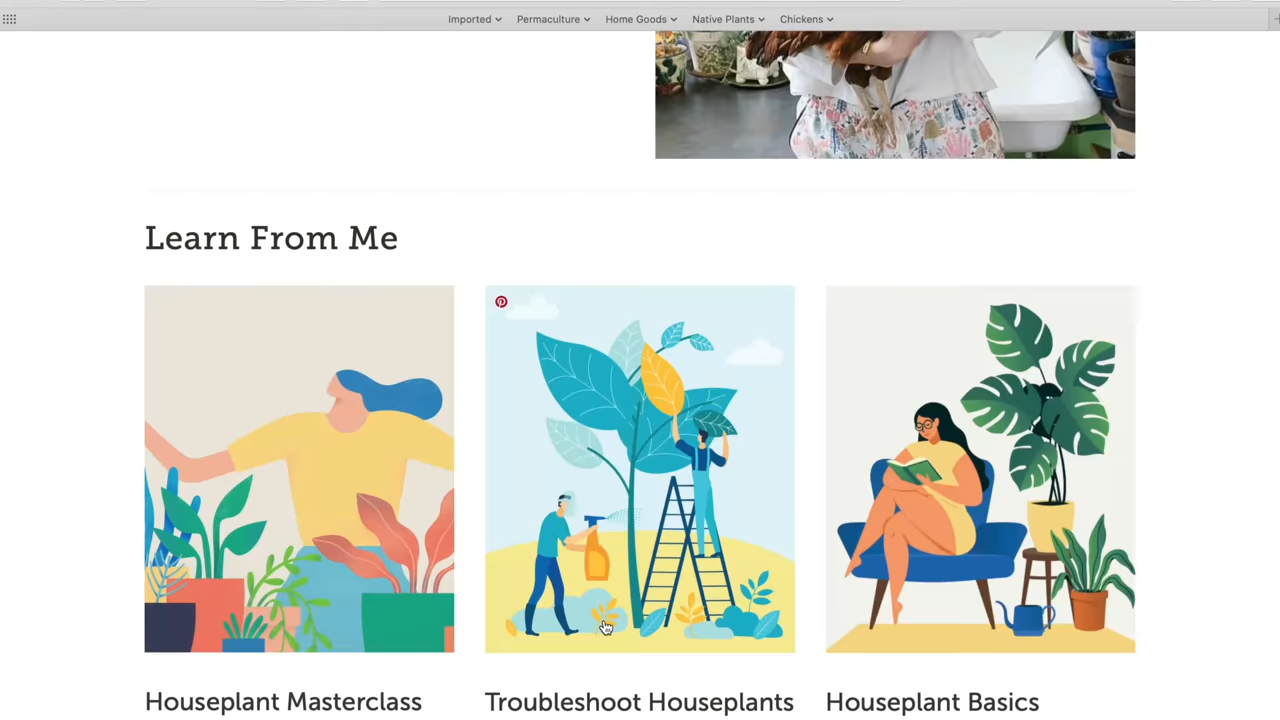 Imported Permaculture Home Goods Native Plants Chickens
Learn From Me
Houseplant Masterclass
Troubleshoot Houseplants
Houseplant Basics